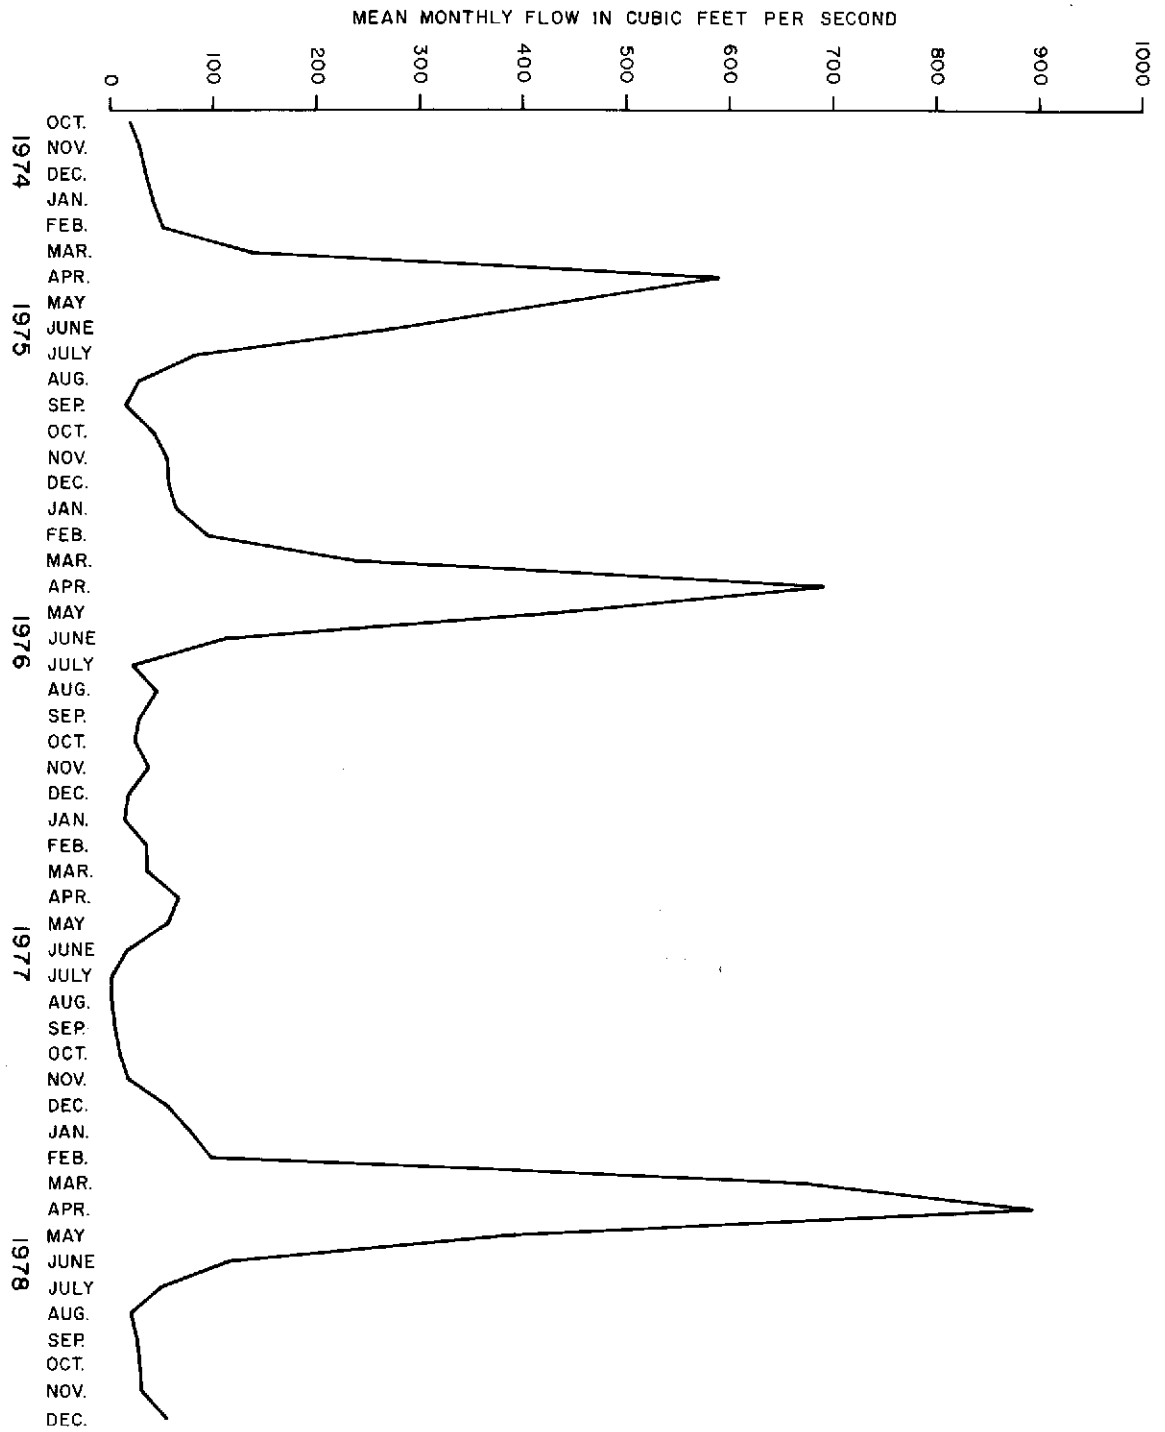 MEAN MONTHLY FLOW IN CUBIC FEET PER SECOND
0
100
200
300
400
500
600
700
800
900
1000
1974
OCT.
NOV.
DEC.
JAN.
FEB.
MAR.
APR.
MAY
1975
JUNE
JULY
AUG.
SEP.
OCT.
NOV.
DEC.
JAN.
FEB.
MAR.
APR.
MAY
1976
JUNE
JULY
AUG.
SEP.
OCT.
NOV.
DEC.
JAN.
FEB.
MAR.
APR.
MAY
1977
JUNE
JULY
AUG.
SEP.
OCT.
NOV.
DEC.
JAN.
FEB.
MAR.
APR.
MAY
1978
JUNE
JULY
AUG.
SEP.
OCT.
NOV.
DEC.